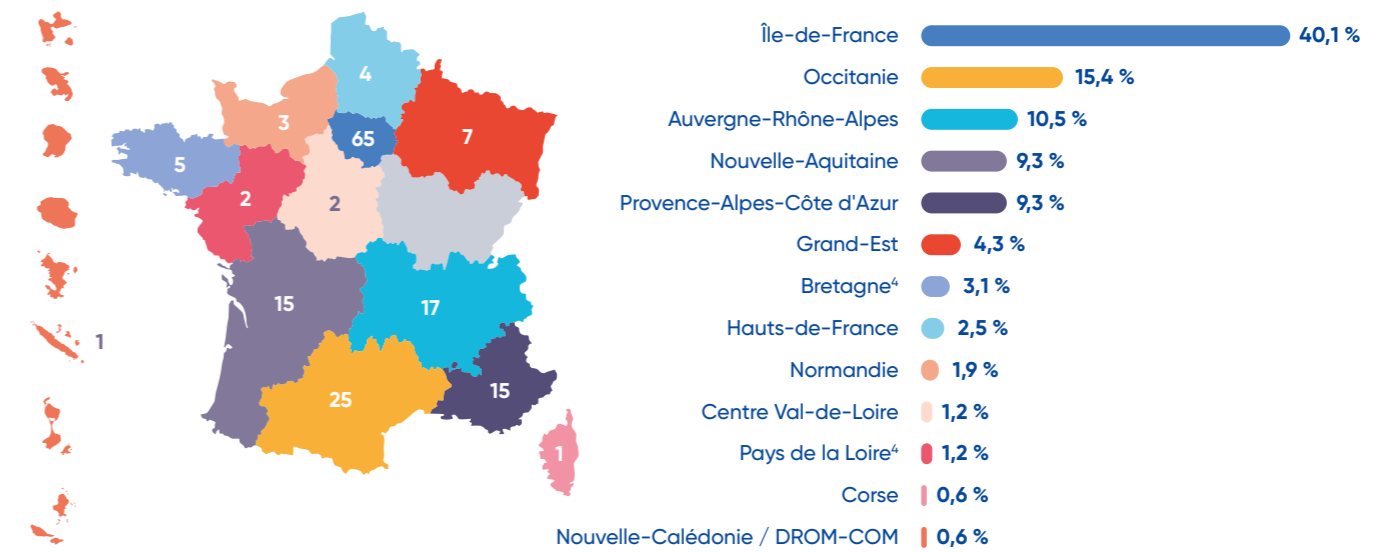 4
3
65
7
5
2
2
15
17
1
25
15
1
Île-de-France 40,1 %
Occitanie 15,4 %
Auvergne-Rhône-Alpes 10,5 %
Nouvelle-Aquitaine 9,3 %
Provence-Alpes-Côte d'Azur 9,3 %
Grand-Est 4,3 %
Bretagne⁴ 3,1 %
Hauts-de-France 2,5 %
Normandie 1,9 %
Centre Val-de-Loire 1,2 %
Pays de la Loire⁴ 1,2 %
Corse 0,6 %
Nouvelle-Calédonie / DROM-COM 0,6 %